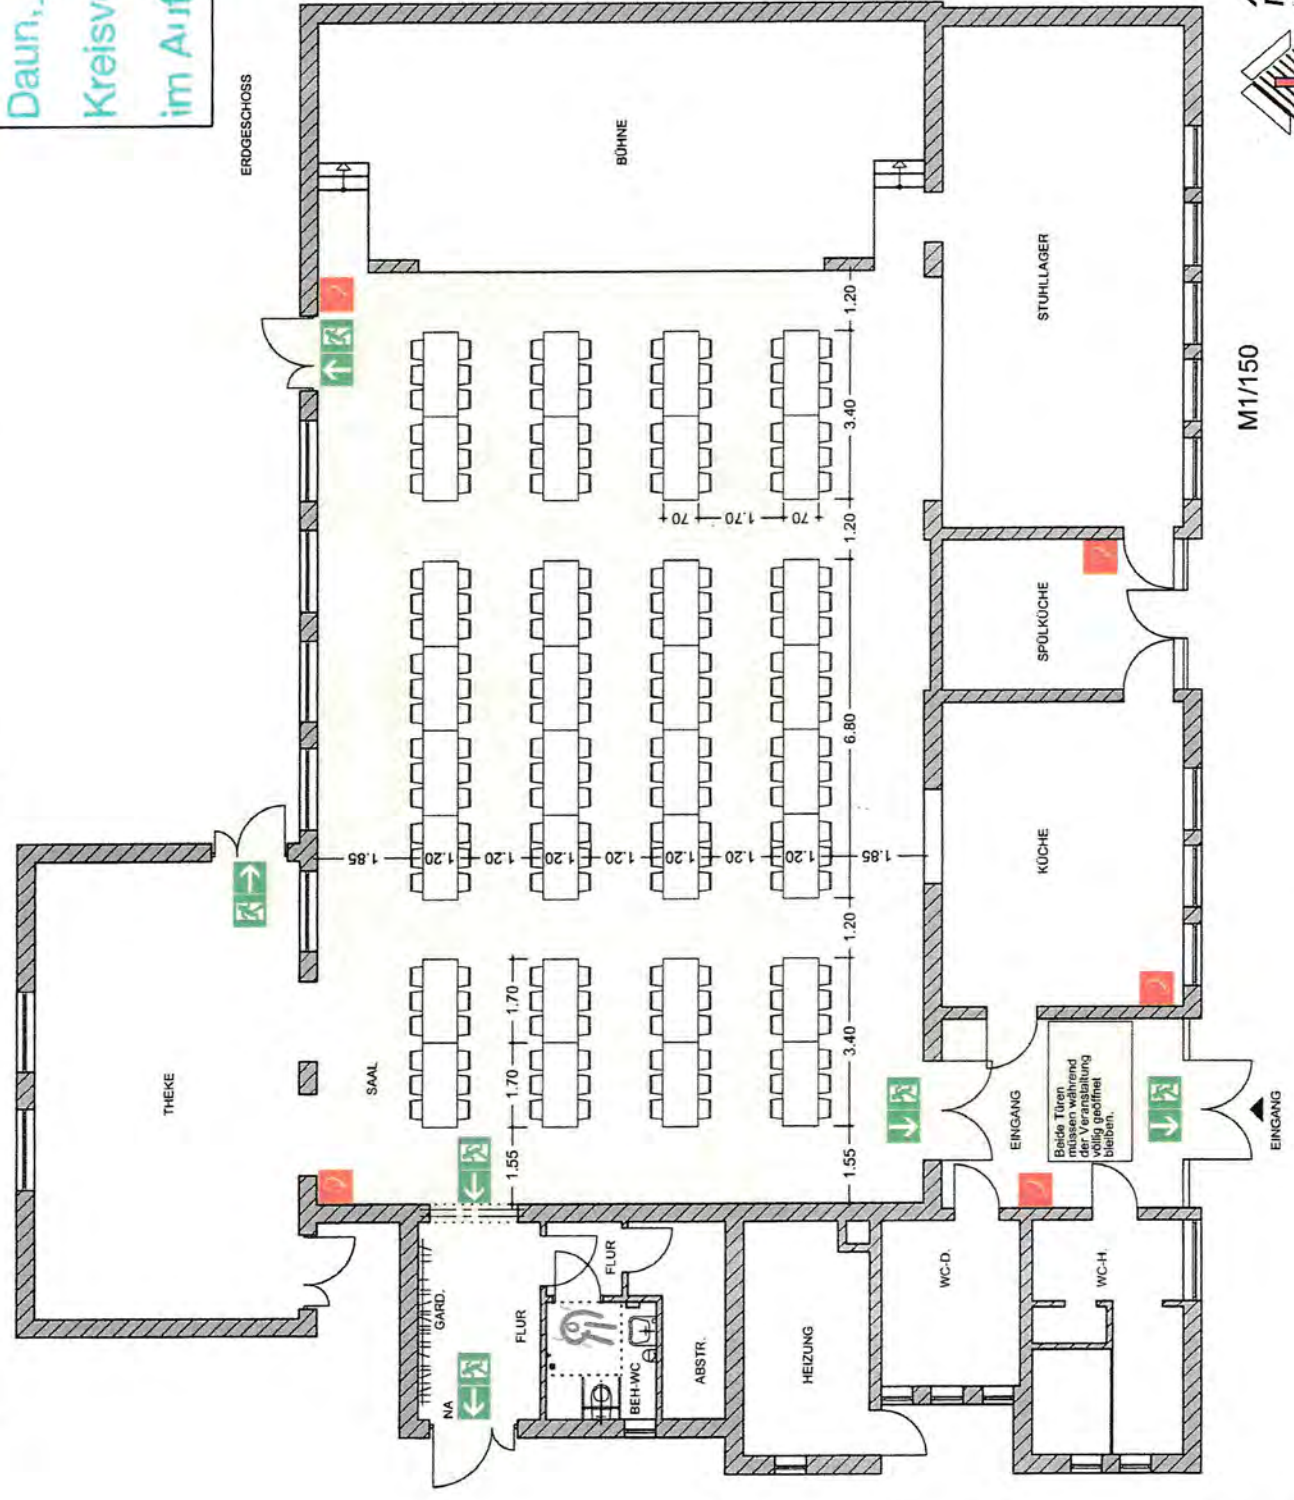 Daun,
Kreisv
im Auf
ERDGESCHOSS
BÜHNE
STUHLLAGER
M1/150
1.20
3.40
70
1.70
70
1.20
SPÜLKÜCHE
6.80
KÜCHE
1.85
1.20
1.20
1.20
1.20
1.20
1.20
1.20
1.85
1.20
THEKE
SAAL
1.70
1.70
3.40
1.55
1.55
EINGANG
Beide Türen
müssen während
der Veranstaltung
völlig geöffnet
bleiben.
EINGANG
GARD.
FLUR
FLUR
NA
BEH-WC
ABSTR.
HEIZUNG
WC-D.
WC-H.